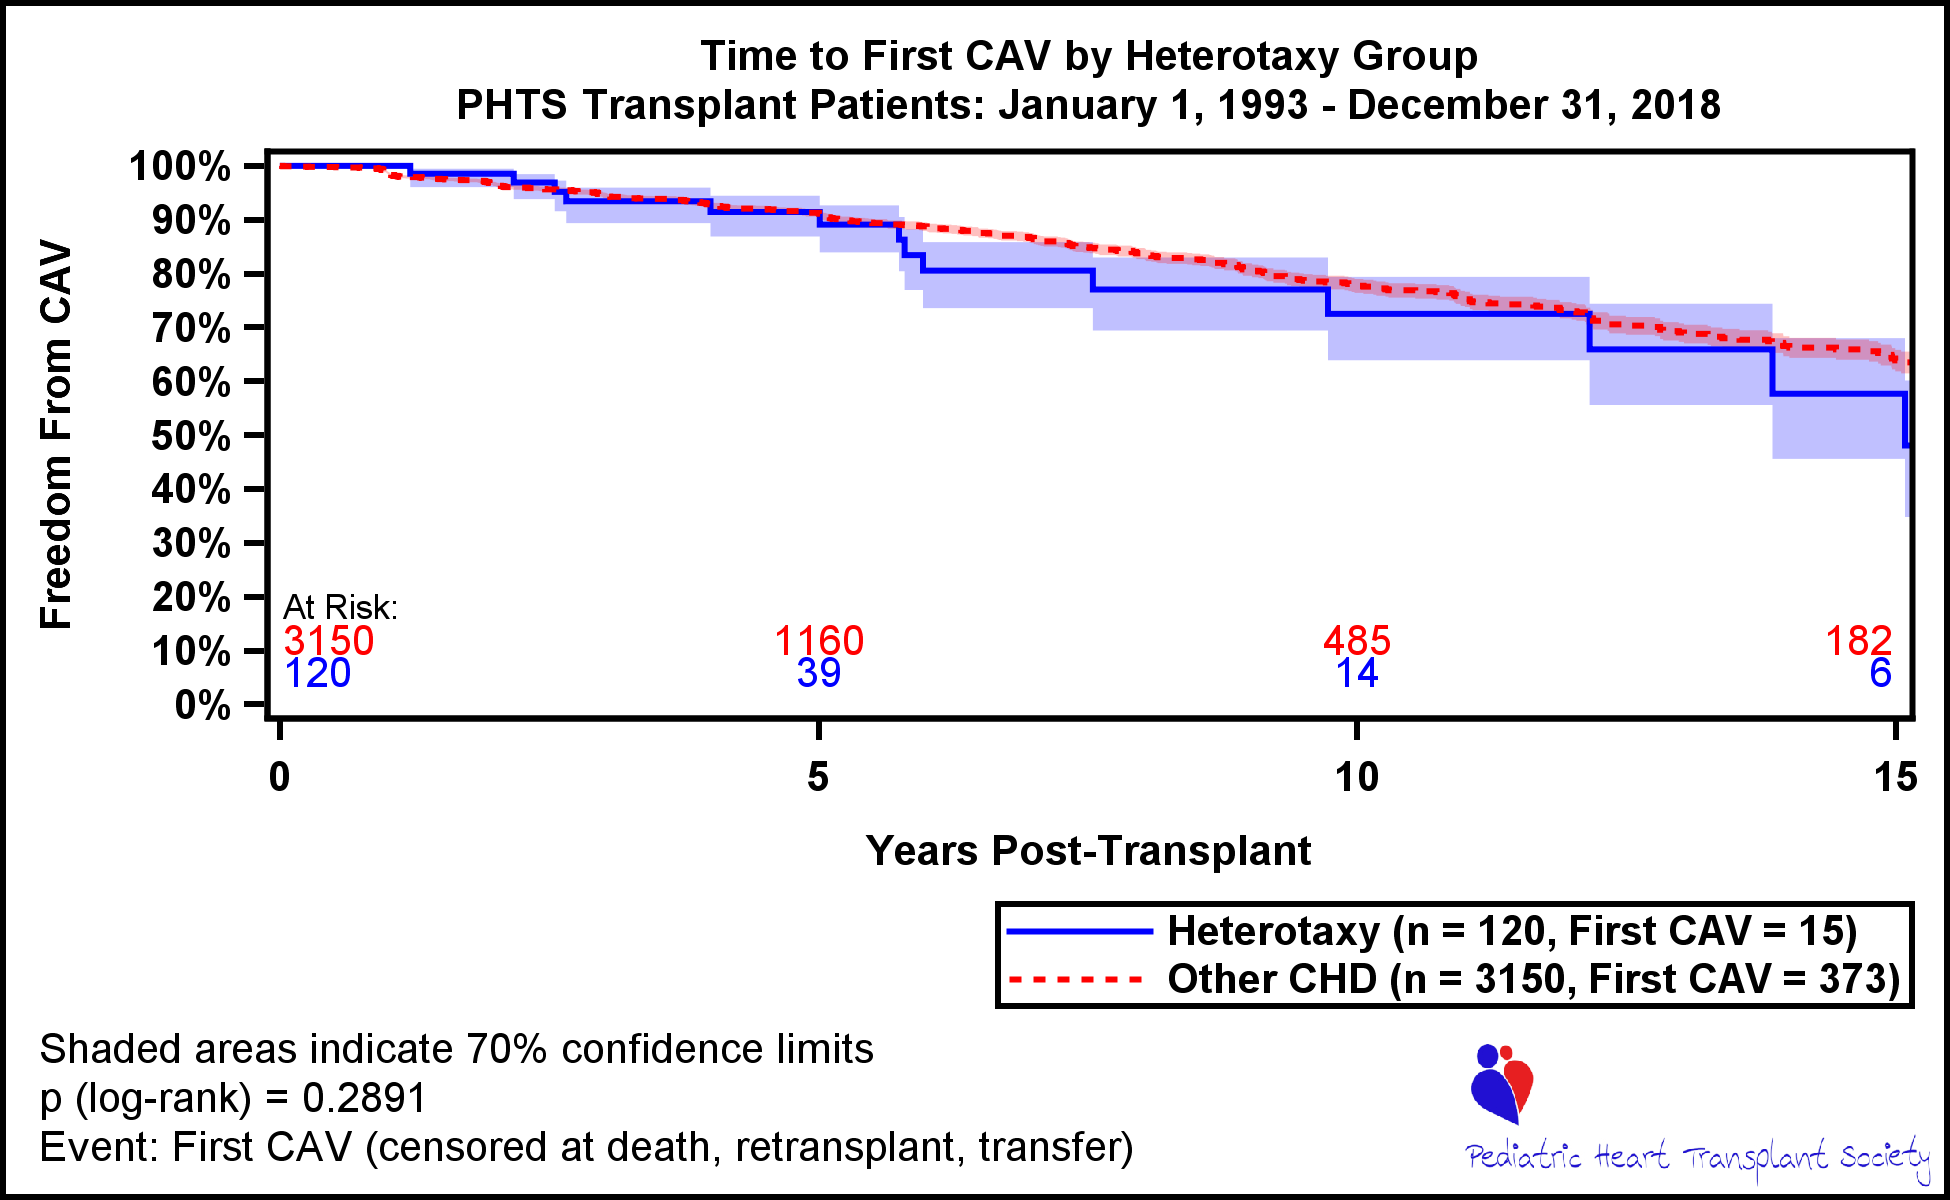 Time to First CAV by Heterotaxy Group
PHTS Transplant Patients: January 1, 1993 - December 31, 2018
Freedom From CAV
100%
90%
80%
70%
60%
50%
40%
30%
20%
10%
0%
At Risk:
3150 1160 485 182
120 39 14 6
0 5 10 15
Years Post-Transplant
Heterotaxy (n = 120, First CAV = 15)
Other CHD (n = 3150, First CAV = 373)
Shaded areas indicate 70% confidence limits
p (log-rank) = 0.2891
Event: First CAV (censored at death, retransplant, transfer)
Pediatric Heart Transplant Society